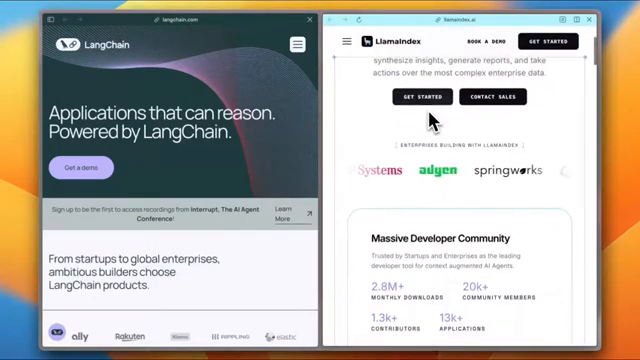 langchain.com
LangChain
Applications that can reason.
Powered by LangChain.
Get a demo
Sign up to be the first to access recordings from Interrupt, The AI Agent
Conference!
Learn
More
From startups to global enterprises,
ambitious builders choose
LangChain products.
ally
Rakuten
Klarna
RIPPLING
elastic
llamaindex.ai
LlamaIndex
BOOK A DEMO
GET STARTED
synthesize insights, generate reports, and take
actions over the most complex enterprise data.
GET STARTED
CONTACT SALES
ENTERPRISES BUILDING WITH LLAMAINDEX
Systems
adyen
springworks
Massive Developer Community
Trusted by Startups and Enterprises as the leading
developer tool for context augmented AI Agents.
2.8M+
MONTHLY DOWNLOADS
20k+
COMMUNITY MEMBERS
1.3k+
CONTRIBUTORS
13k+
APPLICATIONS